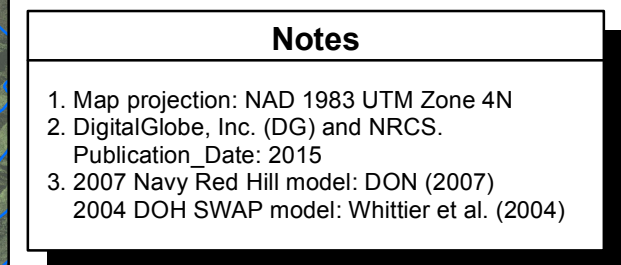 Notes
1. Map projection: NAD 1983 UTM Zone 4N
2. DigitalGlobe, Inc. (DG) and NRCS.
Publication_Date: 2015
3. 2007 Navy Red Hill model: DON (2007)
2004 DOH SWAP model: Whittier et al. (2004)